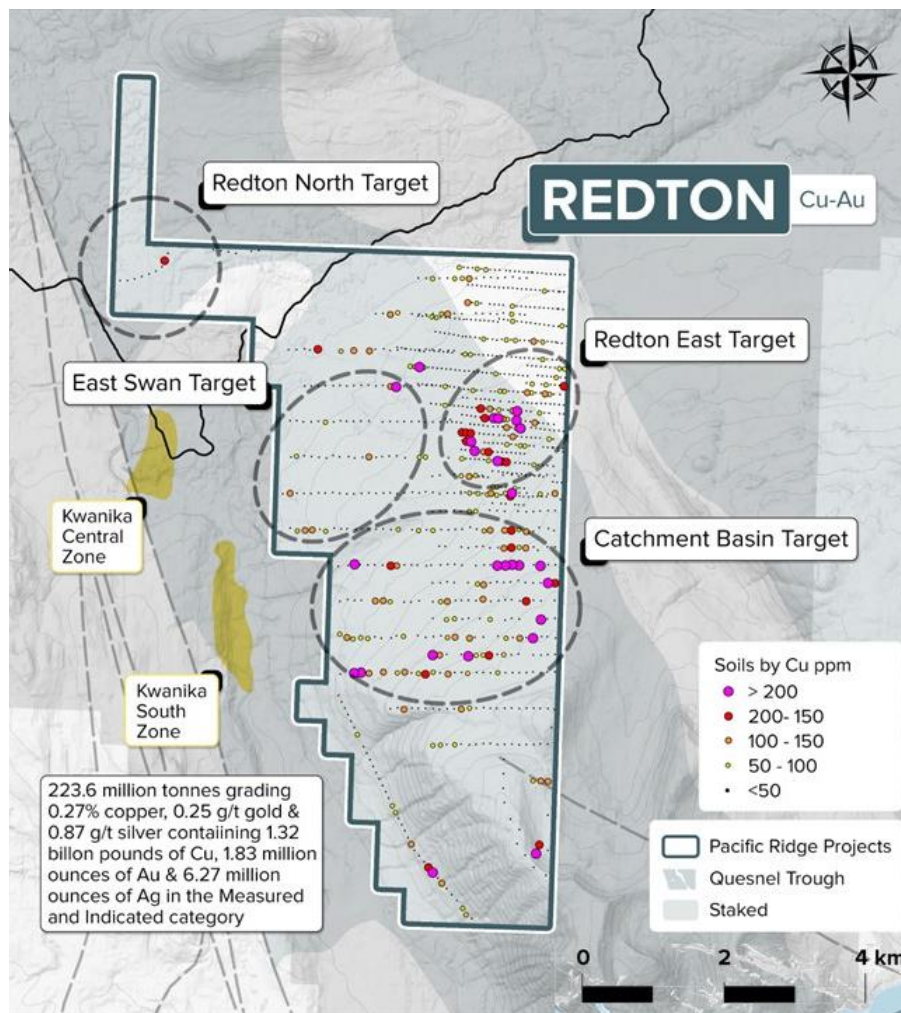 Redton North Target
REDTON
Cu-Au
Redton East Target
East Swan Target
Kwanika
Central
Zone
Catchment Basin Target
Kwanika
South
Zone
Soils by Cu ppm
> 200
200- 150
100 - 150
50 - 100
<50
223.6 million tonnes grading
0.27% copper, 0.25 g/t gold &
0.87 g/t silver contaiining 1.32
billon pounds of Cu, 1.83 million
ounces of Au & 6.27 million
ounces of Ag in the Measured
and Indicated category
Pacific Ridge Projects
Quesnel Trough
Staked
0 2 4 km